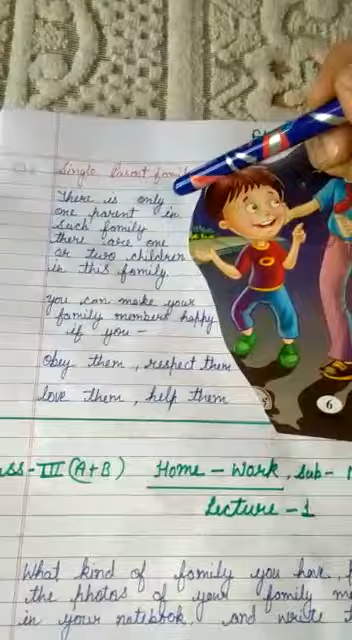 Single Parent Fami
There is only
one parent in
such family
there are one
or two children
in this family.
you can make your
family members happy
if you -
Obey them, respect them
love them, help them
6
ss - III (A+B) Home - Work, Sub -
Lecture - 1
What kind of family you have,
the photos of your family
in your notebook, and write